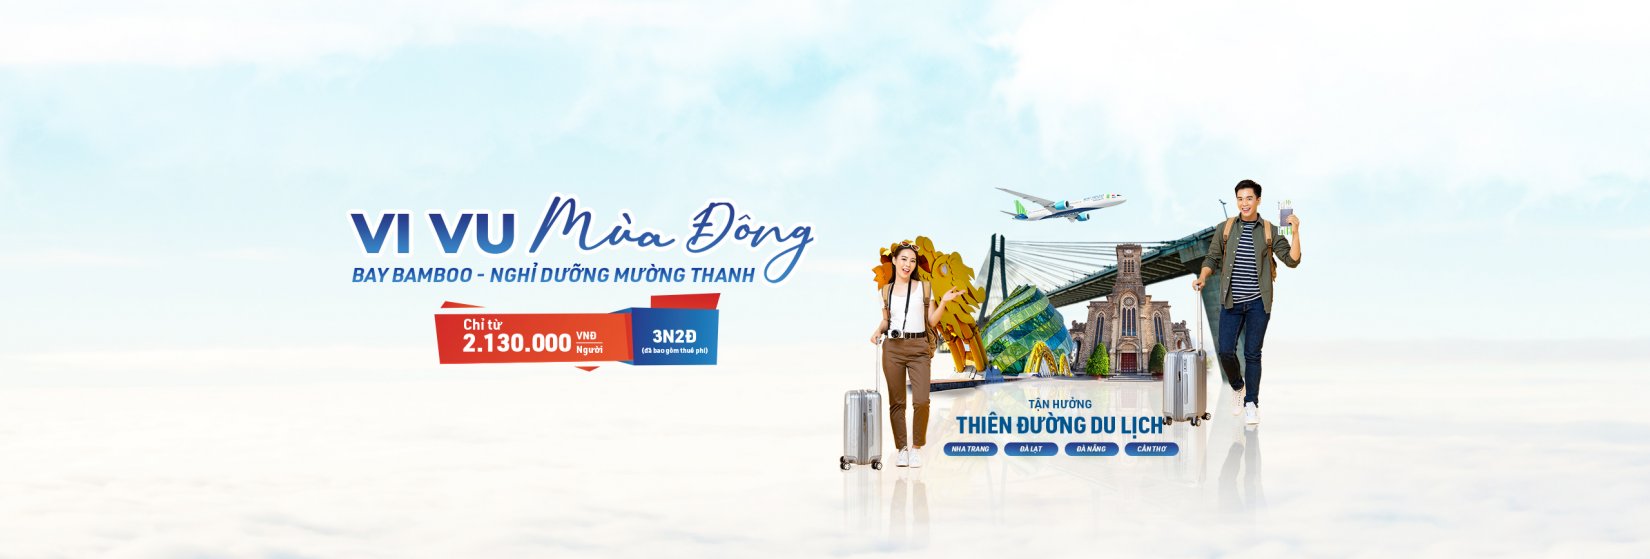 VI VU Mùa Đông
BAY BAMBOO - NGHỈ DƯỠNG MƯỜNG THANH
Chỉ từ
2.130.000 VNĐ
Người
3N2Đ
(đã bao gồm thuế phí)
TẬN HƯỞNG
THIÊN ĐƯỜNG DU LỊCH
NHA TRANG ĐÀ LẠT ĐÀ NẴNG CẦN THƠ